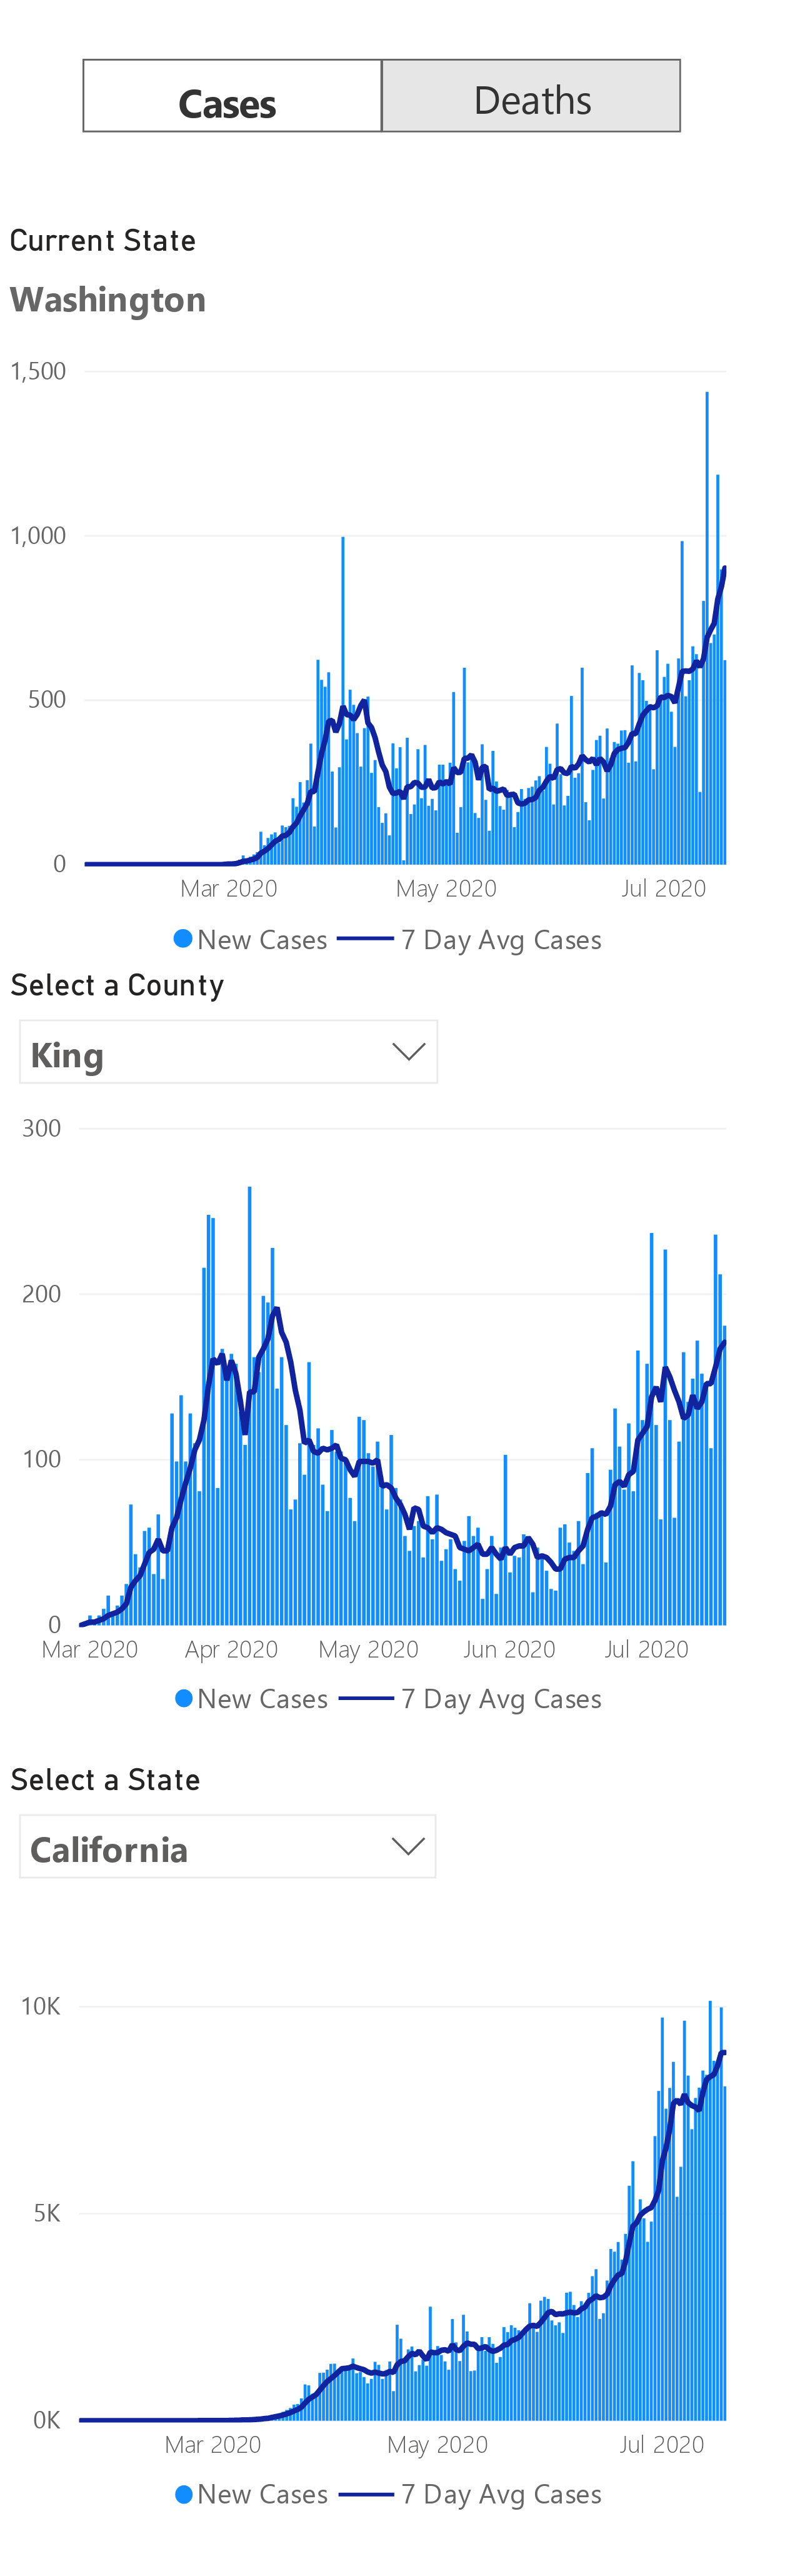 Cases Deaths
Current State
Washington
1,500
1,000
500
0
Mar 2020 May 2020 Jul 2020
New Cases 7 Day Avg Cases
Select a County
King
300
200
100
0
Mar 2020 Apr 2020 May 2020 Jun 2020 Jul 2020
New Cases 7 Day Avg Cases
Select a State
California
10K
5K
0K
Mar 2020 May 2020 Jul 2020
New Cases 7 Day Avg Cases